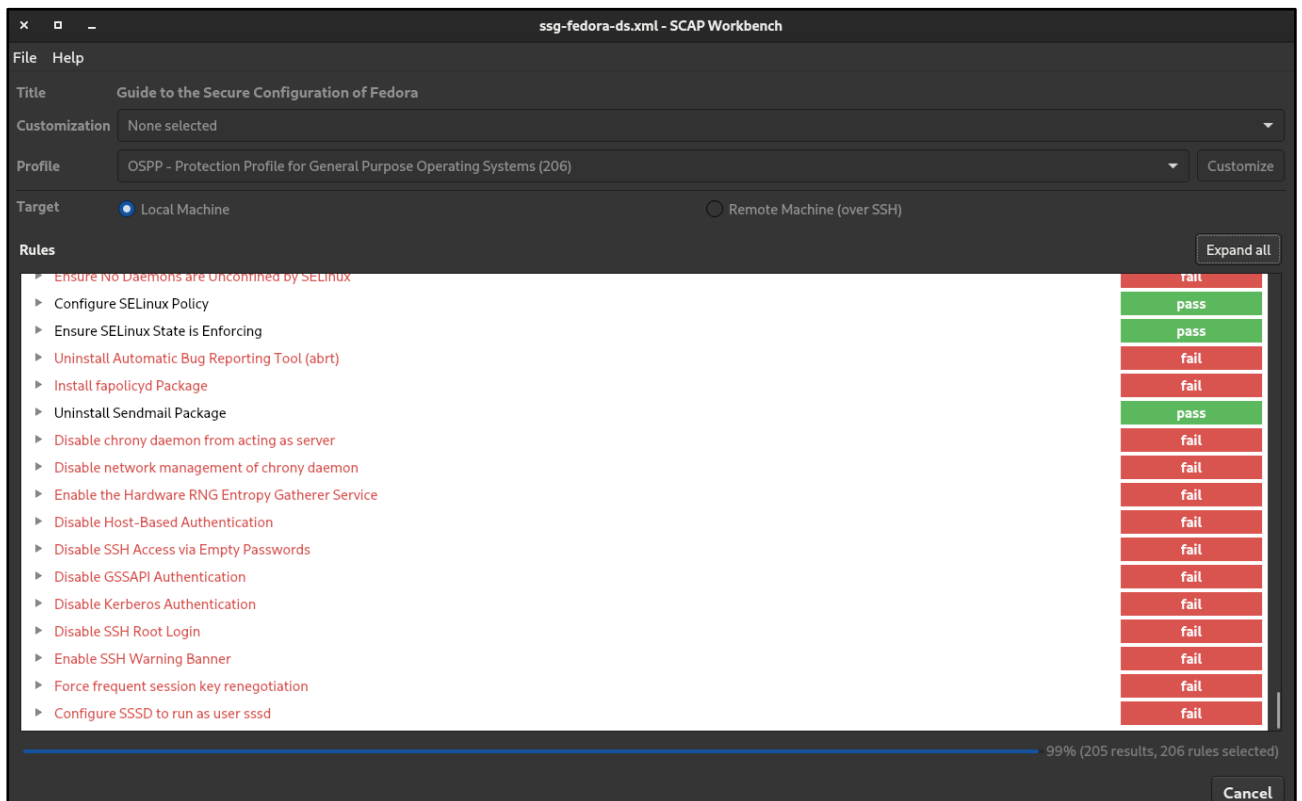 ssg-fedora-ds.xml - SCAP Workbench
File Help
Title Guide to the Secure Configuration of Fedora
Customization None selected
Profile OSPP - Protection Profile for General Purpose Operating Systems (206) Customize
Target Local Machine Remote Machine (over SSH)
Rules Expand all
Ensure No Daemons are Unconfined by SELinux fail
Configure SELinux Policy pass
Ensure SELinux State is Enforcing pass
Uninstall Automatic Bug Reporting Tool (abrt) fail
Install fapolicyd Package fail
Uninstall Sendmail Package pass
Disable chrony daemon from acting as server fail
Disable network management of chrony daemon fail
Enable the Hardware RNG Entropy Gatherer Service fail
Disable Host-Based Authentication fail
Disable SSH Access via Empty Passwords fail
Disable GSSAPI Authentication fail
Disable Kerberos Authentication fail
Disable SSH Root Login fail
Enable SSH Warning Banner fail
Force frequent session key renegotiation fail
Configure SSSD to run as user sssd fail
99% (205 results, 206 rules selected)
Cancel